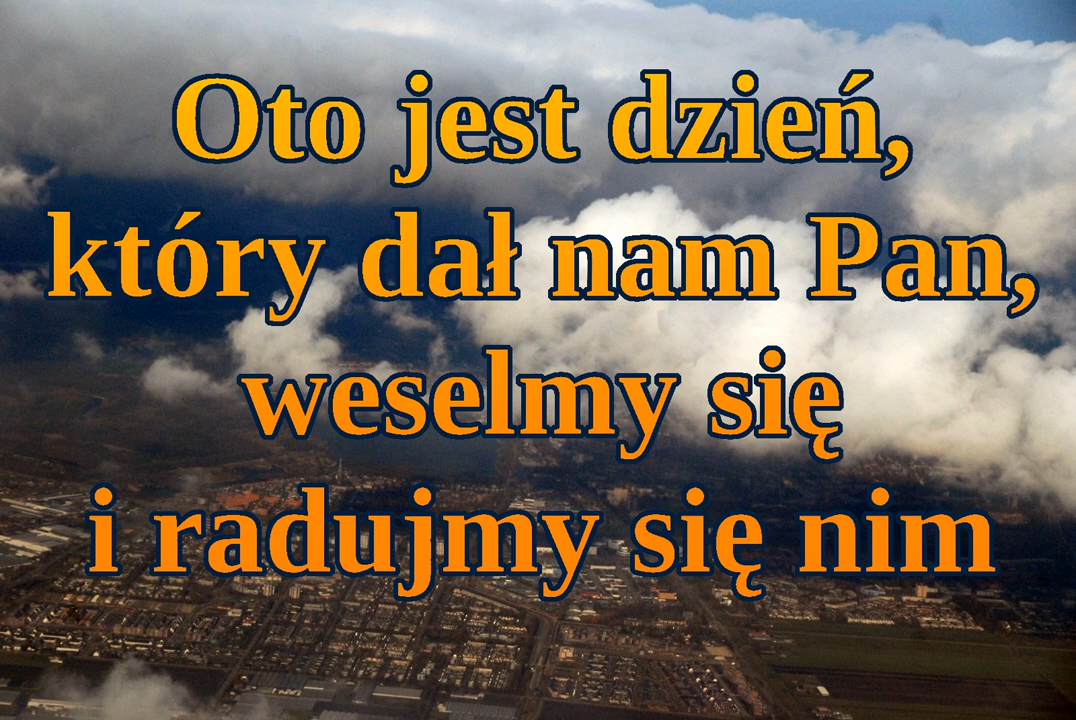 Oto jest dzień,
który dał nam Pan,
weselmy się
i radujmy się nim